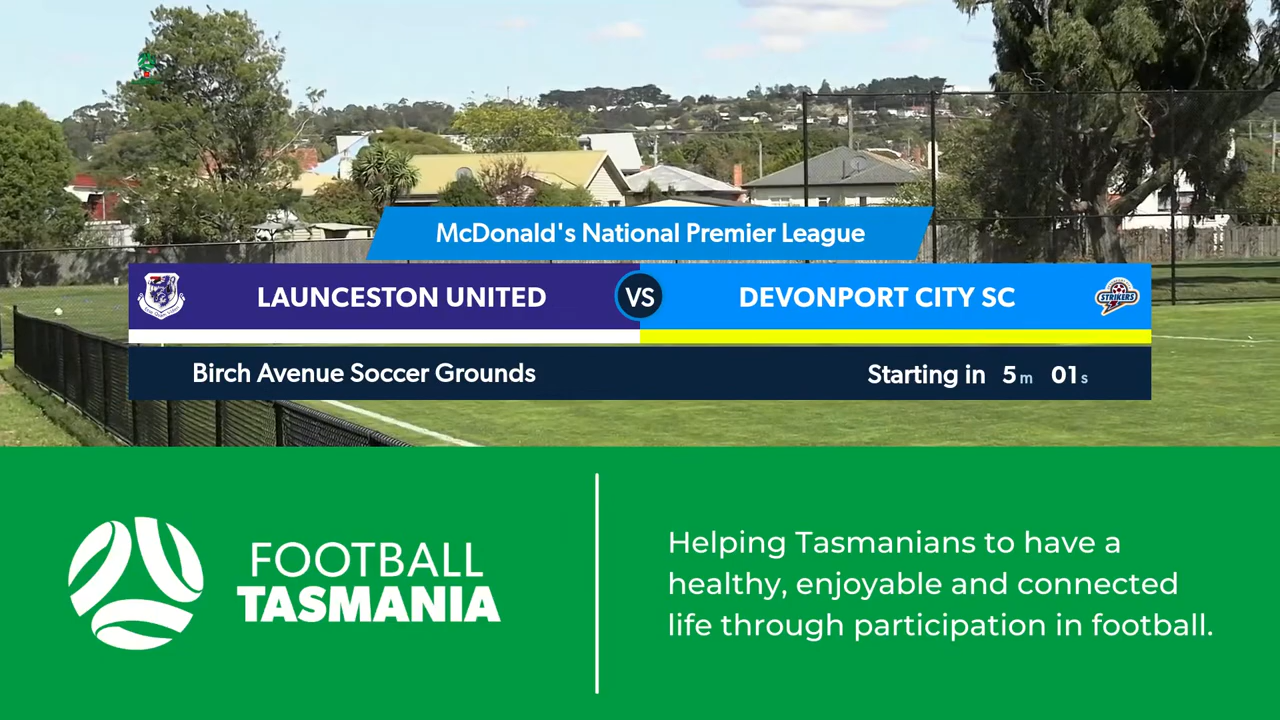 McDonald's National Premier League
LAUNCESTON UNITED
VS
DEVONPORT CITY SC
STRIKERS
Birch Avenue Soccer Grounds
Starting in 5m 01s
FOOTBALL
TASMANIA
Helping Tasmanians to have a
healthy, enjoyable and connected
life through participation in football.